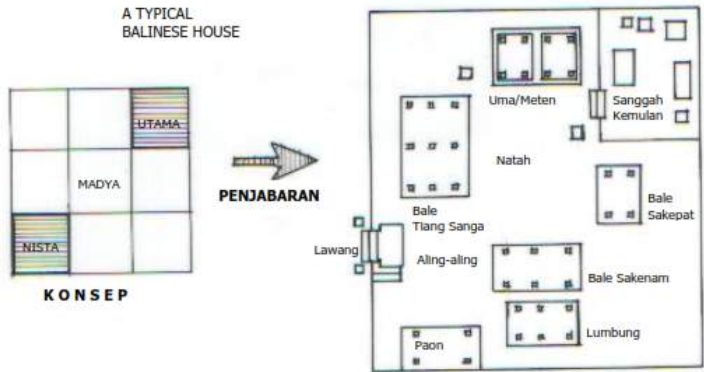 A TYPICAL
BALINESE HOUSE
UTAMA
MADYA
NISTA
KONSEP
PENJABARAN
Uma/Meten
Sanggah
Kemulan
Natah
Bale
Tiang Sanga
Bale
Sakepat
Lawang
Aling-aling
Bale Sakenam
Lumbung
Paon